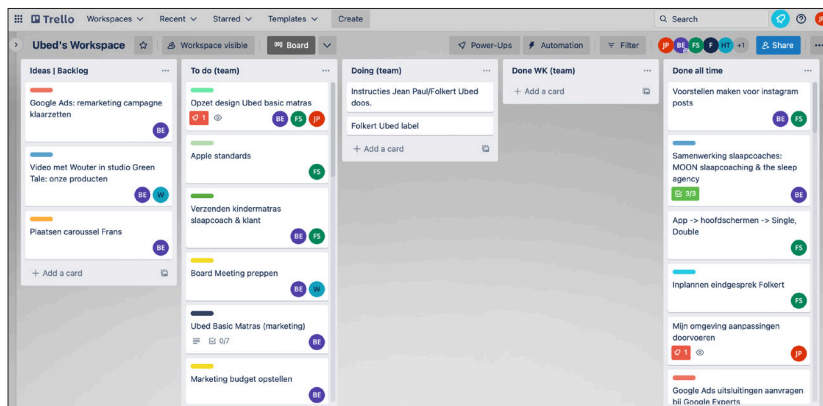 Trello Workspaces Recent Starred Templates Create Search
Ubed's Workspace Workspace visible Board Power-Ups Automation Filter JP BE FS F HT +1 Share
Ideas | Backlog
Google Ads: remarketing campagne
klaarzetten
BE
Video met Wouter in studio Green
Tale: onze producten
BE W
Plaatsen caroussel Frans
BE
+ Add a card
To do (team)
Opzet design Ubed basic matras
1 BE FS JP
Apple standards
FS
Verzenden kindermatras
slaapcoach & klant
BE FS
Board Meeting preppen
BE W
Ubed Basic Matras (marketing)
0/7 BE
Marketing budget opstellen
BE
Doing (team)
Instructies Jean Paul/Folkert Ubed
doos.
Folkert Ubed label
+ Add a card
Done WK (team)
+ Add a card
Done all time
Voorstellen maken voor instagram
posts
BE FS
Samenwerking slaapcoaches:
MOON slaapcoaching & the sleep
agency
3/3 BE
App -> hoofdschermen -> Single,
Double
FS
Inplannen eindgesprek Folkert
FS
Mijn omgeving aanpassingen
doorvoeren
1 JP
Google Ads uitsluitingen aanvragen
bij Google Experts